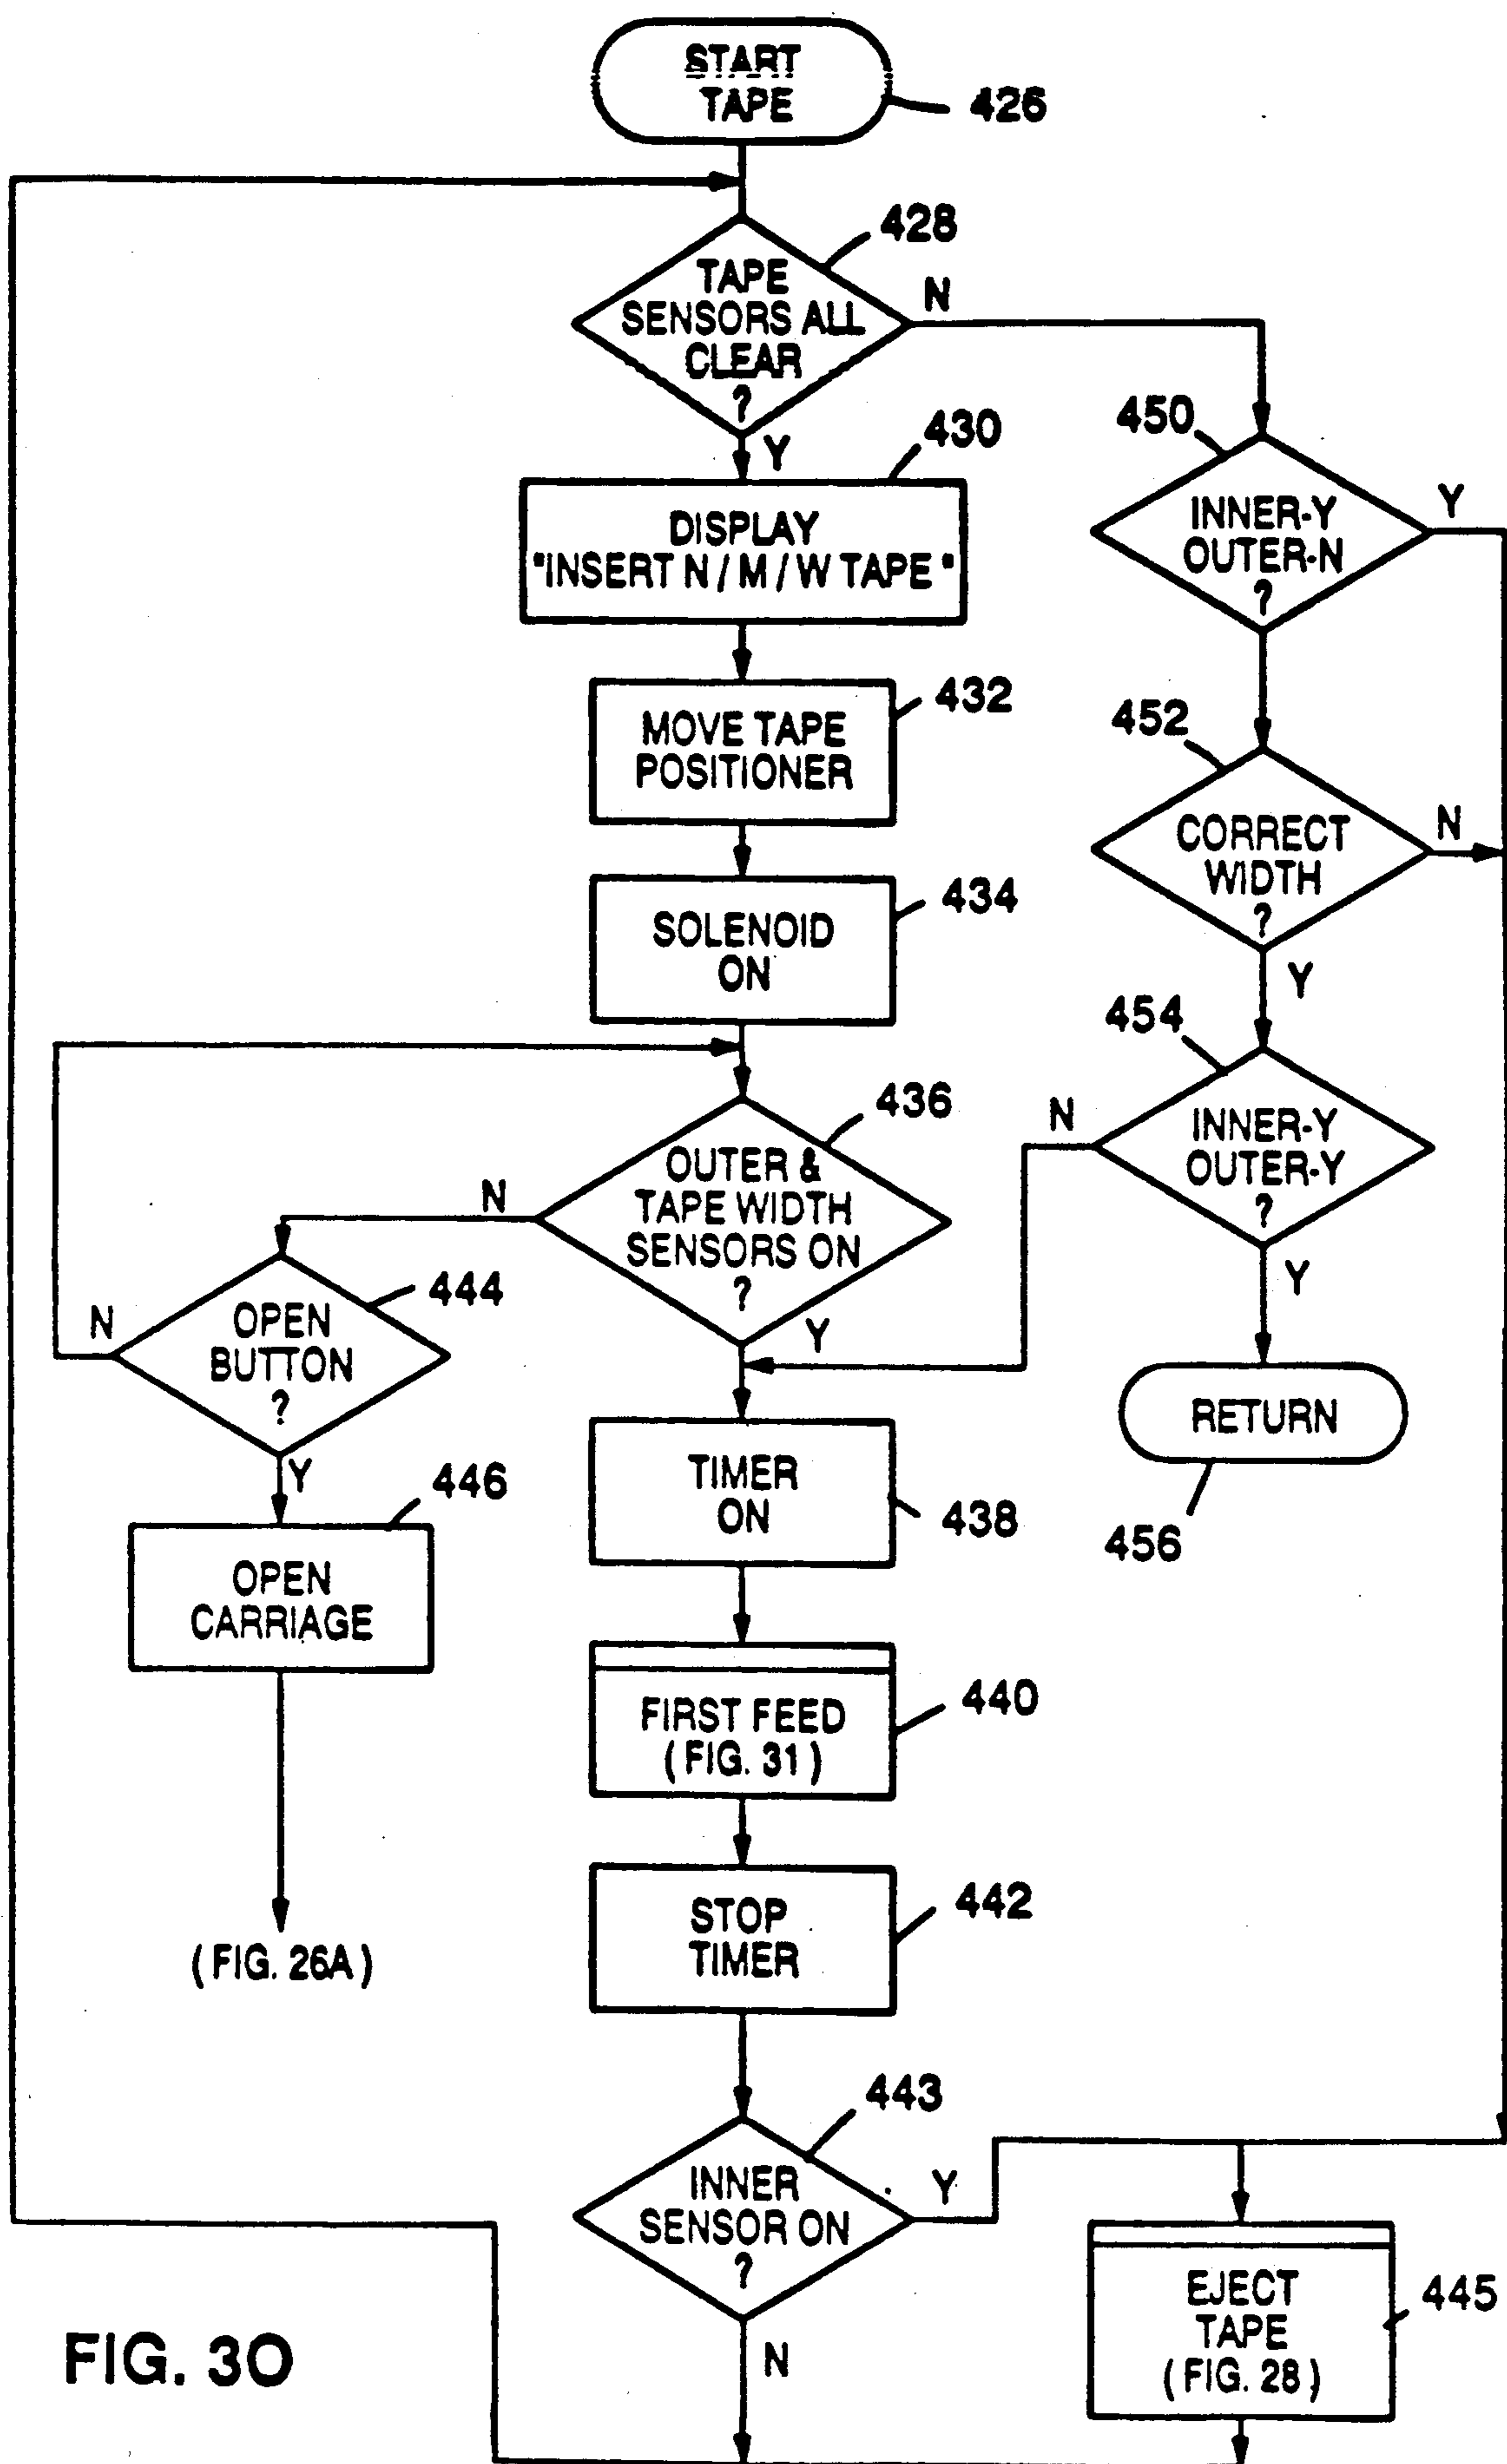 START
TAPE
426
428
TAPE
SENSORS ALL
CLEAR
?
N
Y
430
DISPLAY
"INSERT N / M / W TAPE "
450
INNER-Y
OUTER-N
?
Y
432
MOVE TAPE
POSITIONER
452
CORRECT
WIDTH
?
N
Y
434
SOLENOID
ON
454
INNER-Y
OUTER-Y
?
N
Y
436
OUTER &
TAPE WIDTH
SENSORS ON
?
N
Y
444
OPEN
BUTTON
?
N
Y
RETURN
456
446
OPEN
CARRIAGE
(FIG. 26A)
TIMER
ON
438
FIRST FEED
(FIG. 31)
440
STOP
TIMER
442
443
INNER
SENSOR ON
?
Y
N
EJECT
TAPE
(FIG. 28)
445
FIG. 30